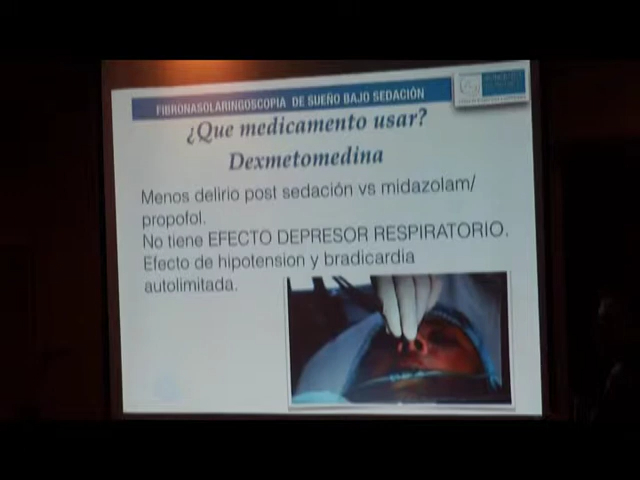 FIBRONASOLARINGOSCOPIA DE SUEÑO BAJO SEDACIÓN
¿Que medicamento usar?
Dexmetomedina
Menos delirio post sedación vs midazolam/
propofol.
No tiene EFECTO DEPRESOR RESPIRATORIO.
Efecto de hipotension y bradicardia
autolimitada.